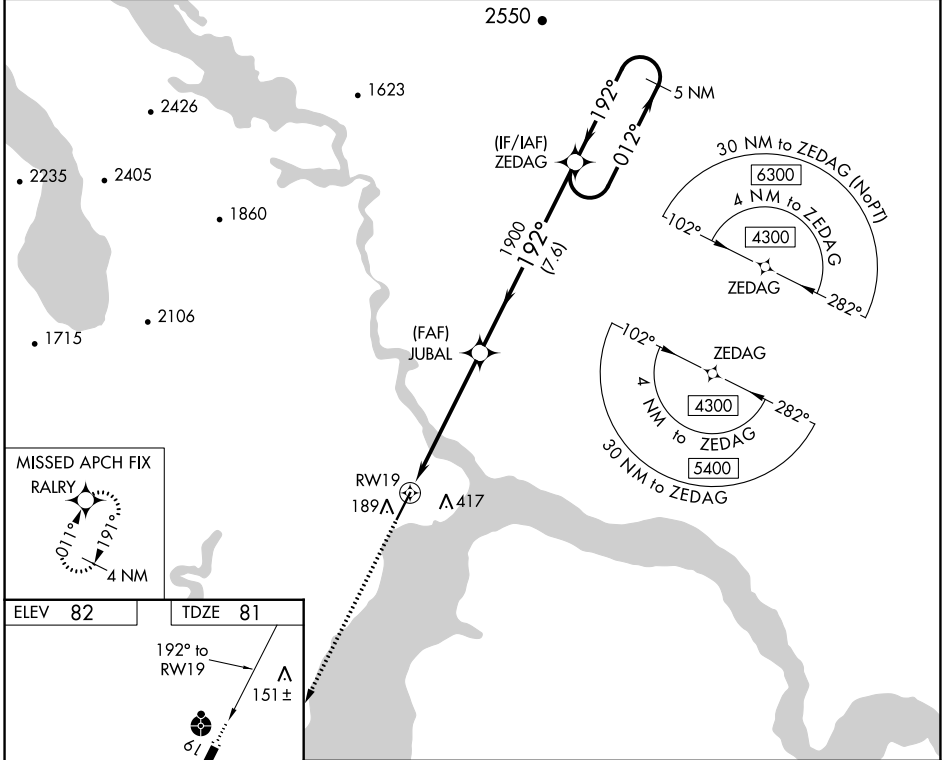 2550
1623
2426
2235
2405
1860
2106
1715
192°
012°
5 NM
(IF/IAF)
ZEDAG
1900
192°
(7.6)
(FAF)
JUBAL
30 NM to ZEDAG (NoPT)
6300
4 NM to ZEDAG
4300
102°
282°
ZEDAG
102°
282°
ZEDAG
4300
4 NM to ZEDAG
5400
30 NM to ZEDAG
RW19
189
417
MISSED APCH FIX
RALRY
011°
191°
4 NM
ELEV 82
TDZE 81
192° to
RW19
151±
19